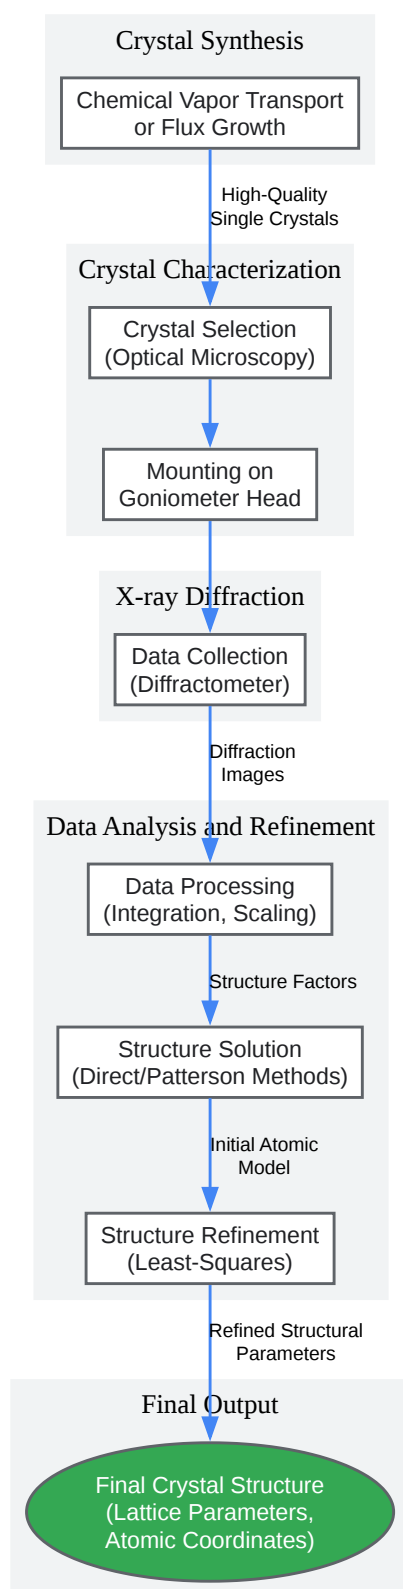 Crystal Synthesis
Chemical Vapor Transport
or Flux Growth
High-Quality
Single Crystals
Crystal Characterization
Crystal Selection
(Optical Microscopy)
Mounting on
Goniometer Head
X-ray Diffraction
Data Collection
(Diffractometer)
Diffraction
Images
Data Analysis and Refinement
Data Processing
(Integration, Scaling)
Structure Factors
Structure Solution
(Direct/Patterson Methods)
Initial Atomic
Model
Structure Refinement
(Least-Squares)
Refined Structural
Parameters
Final Output
Final Crystal Structure
(Lattice Parameters,
Atomic Coordinates)